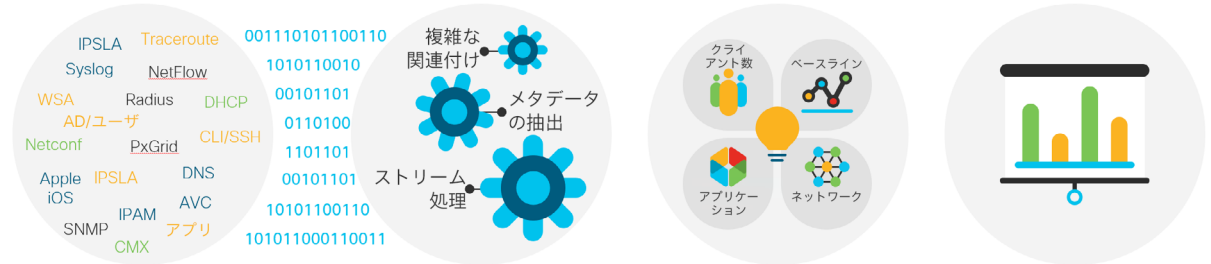 IPSLA
Traceroute
Syslog
NetFlow
WSA
Radius
DHCP
AD/ユーザ
CLI/SSH
Netconf
PxGrid
Apple
iOS
IPSLA
DNS
IPAM
AVC
SNMP
アプリ
CMX
001110101100110
1010110010
00101101
0110100
1101101
00101101
10101100110
101011000110011
複雑な
関連付け
メタデータ
の抽出
ストリーム
処理
クライ
アント数
ベースライン
アプリケー
ション
ネットワーク